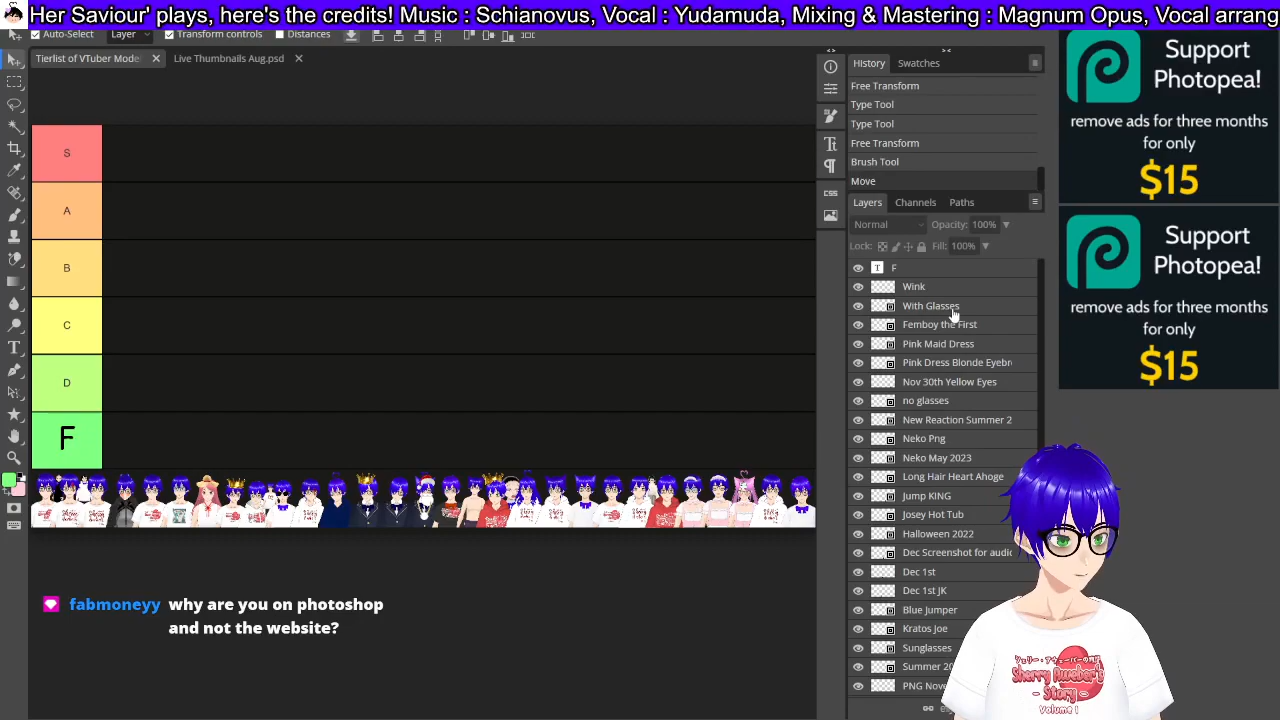 Her Saviour' plays, here's the credits! Music : Schianovus, Vocal : Yudamuda, Mixing & Mastering : Magnum Opus, Vocal arrang
Auto-Select Layer Transform controls Distances
Tierlist of VTuber Mode
Live Thumbnails Aug.psd
S
A
B
C
D
F
fabmoneyy why are you on photoshop
and not the website?
History Swatches
Free Transform
Type Tool
Type Tool
Free Transform
Brush Tool
Move
Layers Channels Paths
Normal Opacity: 100%
Lock: Fill: 100%
T F
Wink
With Glasses
Femboy the First
Pink Maid Dress
Pink Dress Blonde Eyebr
Nov 30th Yellow Eyes
no glasses
New Reaction Summer 2
Neko Png
Neko May 2023
Long Hair Heart Ahoge
Jump KING
Josey Hot Tub
Halloween 2022
Dec Screenshot for audic
Dec 1st
Dec 1st JK
Blue Jumper
Kratos Joe
Sunglasses
Summer 20
PNG Nove
CSS
Support
Photopea!
remove ads for three months
for only
$15
Support
Photopea!
remove ads for three months
for only
$15
Sherry Aweber's
Story
Volume 1